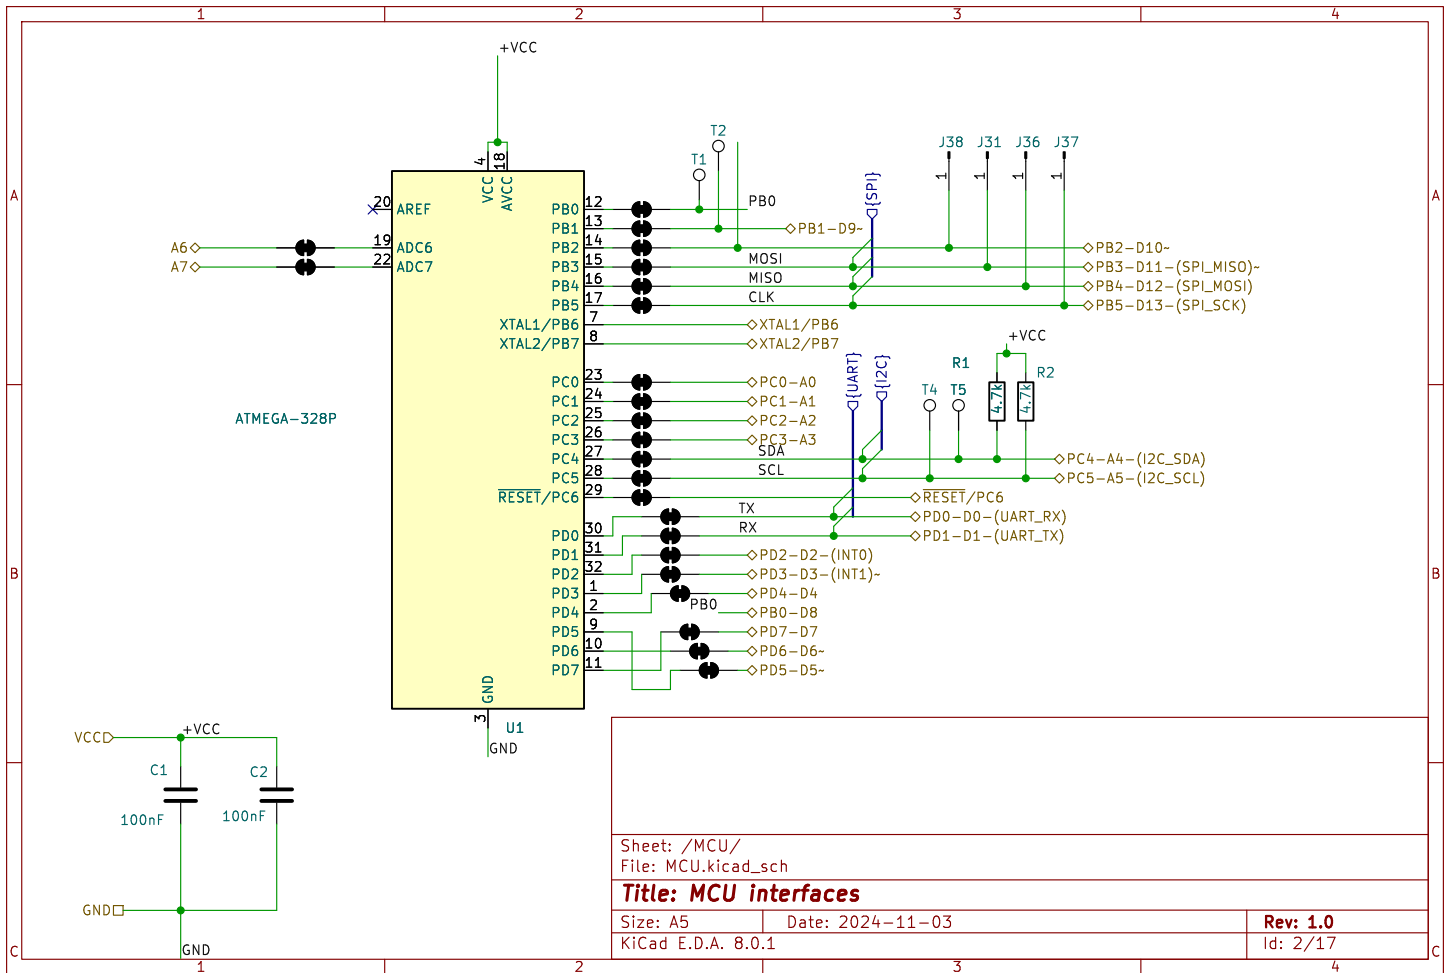 1 2 3 4
+VCC
T2
J38 J31 J36 J37
T1
4 18
1 1 1 1
A A
VCC AVCC
{SPI}
20 AREF
PB0 12 PB0
PB1 13 PB1-D9~
A6 19 ADC6
PB2 14 PB2-D10~
A7 22 ADC7
PB3 15 MOSI PB3-D11-(SPI_MISO)~
PB4 16 MISO PB4-D12-(SPI_MOSI)
PB5 17 CLK PB5-D13-(SPI_SCK)
XTAL1/PB6 7 XTAL1/PB6
XTAL2/PB7 8 XTAL2/PB7
+VCC
{UART} {I2C}
R1 R2
T4 T5
4.7k 4.7k
PC0 23 PC0-A0
PC1 24 PC1-A1
ATMEGA-328P
PC2 25 PC2-A2
PC3 26 PC3-A3
PC4 27 SDA PC4-A4-(I2C_SDA)
PC5 28 SCL PC5-A5-(I2C_SCL)
RESET/PC6 29 RESET/PC6
TX PD0-D0-(UART_RX)
PD0 30 RX PD1-D1-(UART_TX)
PD1 31 PD2-D2-(INT0)
B B
PD2 32 PD3-D3-(INT1)~
PD3 1 PD4-D4
PD4 2 PB0 PB0-D8
PD5 9 PD7-D7
PD6 10 PD6-D6~
PD7 11 PD5-D5~
GND
3
U1
GND
VCC +VCC
C1 C2
100nF 100nF
GND
GND
Sheet: /MCU/
File: MCU.kicad_sch
Title: MCU interfaces
Size: A5 Date: 2024-11-03 Rev: 1.0
KiCad E.D.A. 8.0.1 Id: 2/17
C C
1 2 3 4